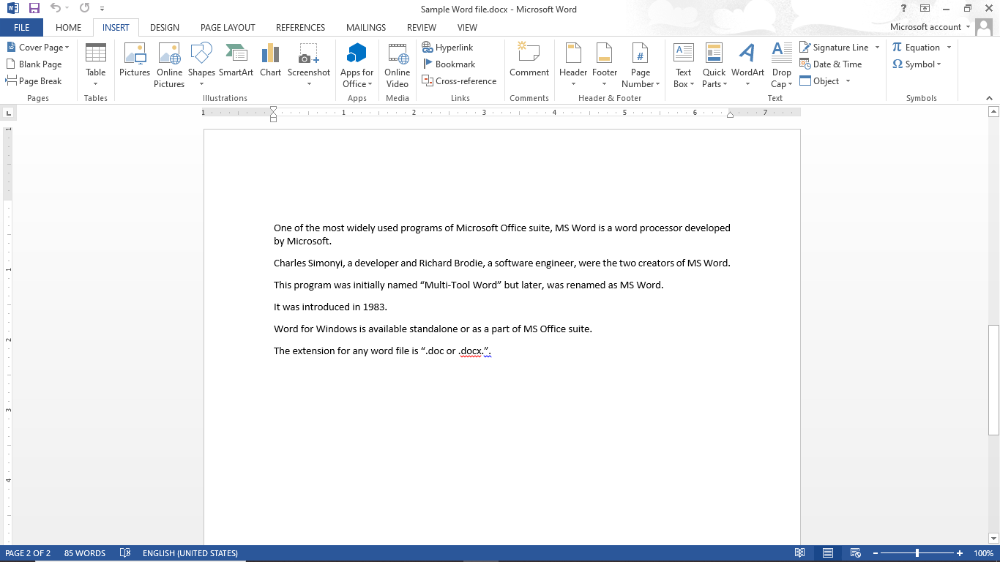 Sample Word file.docx - Microsoft Word
?
FILE HOME INSERT DESIGN PAGE LAYOUT REFERENCES MAILINGS REVIEW VIEW Microsoft account
Cover Page
Blank Page
Page Break
Pages
Table
Tables
Pictures
Online Pictures
Shapes
SmartArt
Chart
Screenshot
Illustrations
Apps for Office
Apps
Online Video
Media
Hyperlink
Bookmark
Cross-reference
Links
Comment
Comments
Header
Footer
Page Number
Header & Footer
Text Box
Quick Parts
WordArt
Drop Cap
Signature Line
Date & Time
Object
Text
π Equation
Ω Symbol
Symbols
1 1 2 3 4 5 6 7
1
1
2
3
4
One of the most widely used programs of Microsoft Office suite, MS Word is a word processor developed
by Microsoft.
Charles Simonyi, a developer and Richard Brodie, a software engineer, were the two creators of MS Word.
This program was initially named “Multi-Tool Word” but later, was renamed as MS Word.
It was introduced in 1983.
Word for Windows is available standalone or as a part of MS Office suite.
The extension for any word file is “.doc or .docx.”.
PAGE 2 OF 2 85 WORDS ENGLISH (UNITED STATES) 100%